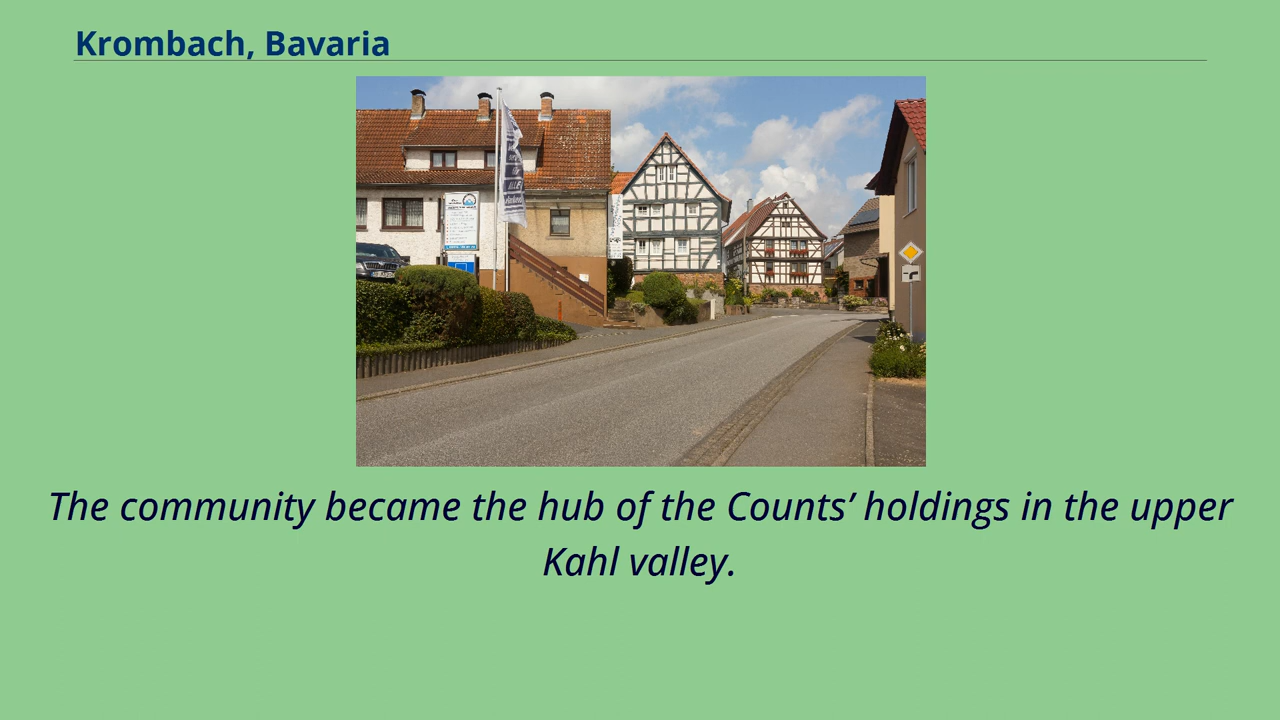 Krombach, Bavaria
The community became the hub of the Counts’ holdings in the upper
Kahl valley.